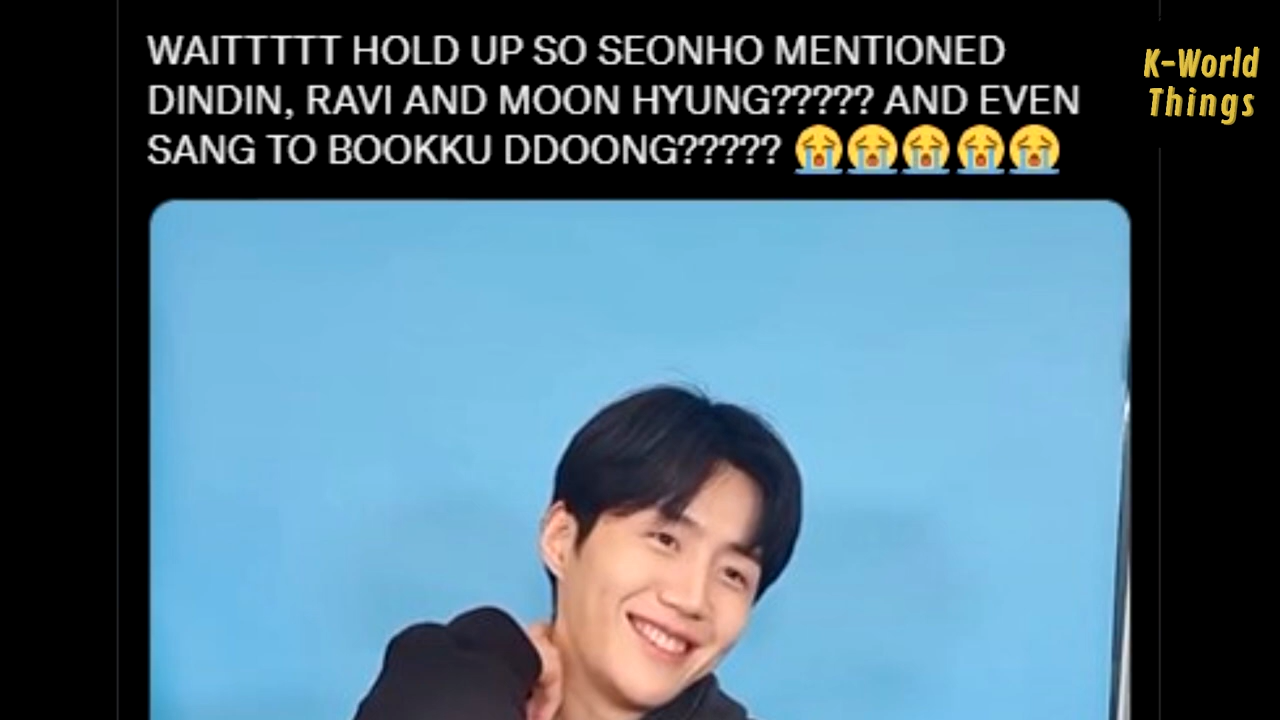 WAITTTTT HOLD UP SO SEONHO MENTIONED
DINDIN, RAVI AND MOON HYUNG????? AND EVEN
SANG TO BOOKKU DDOONG????? 😭😭😭😭😭
K-World
Things